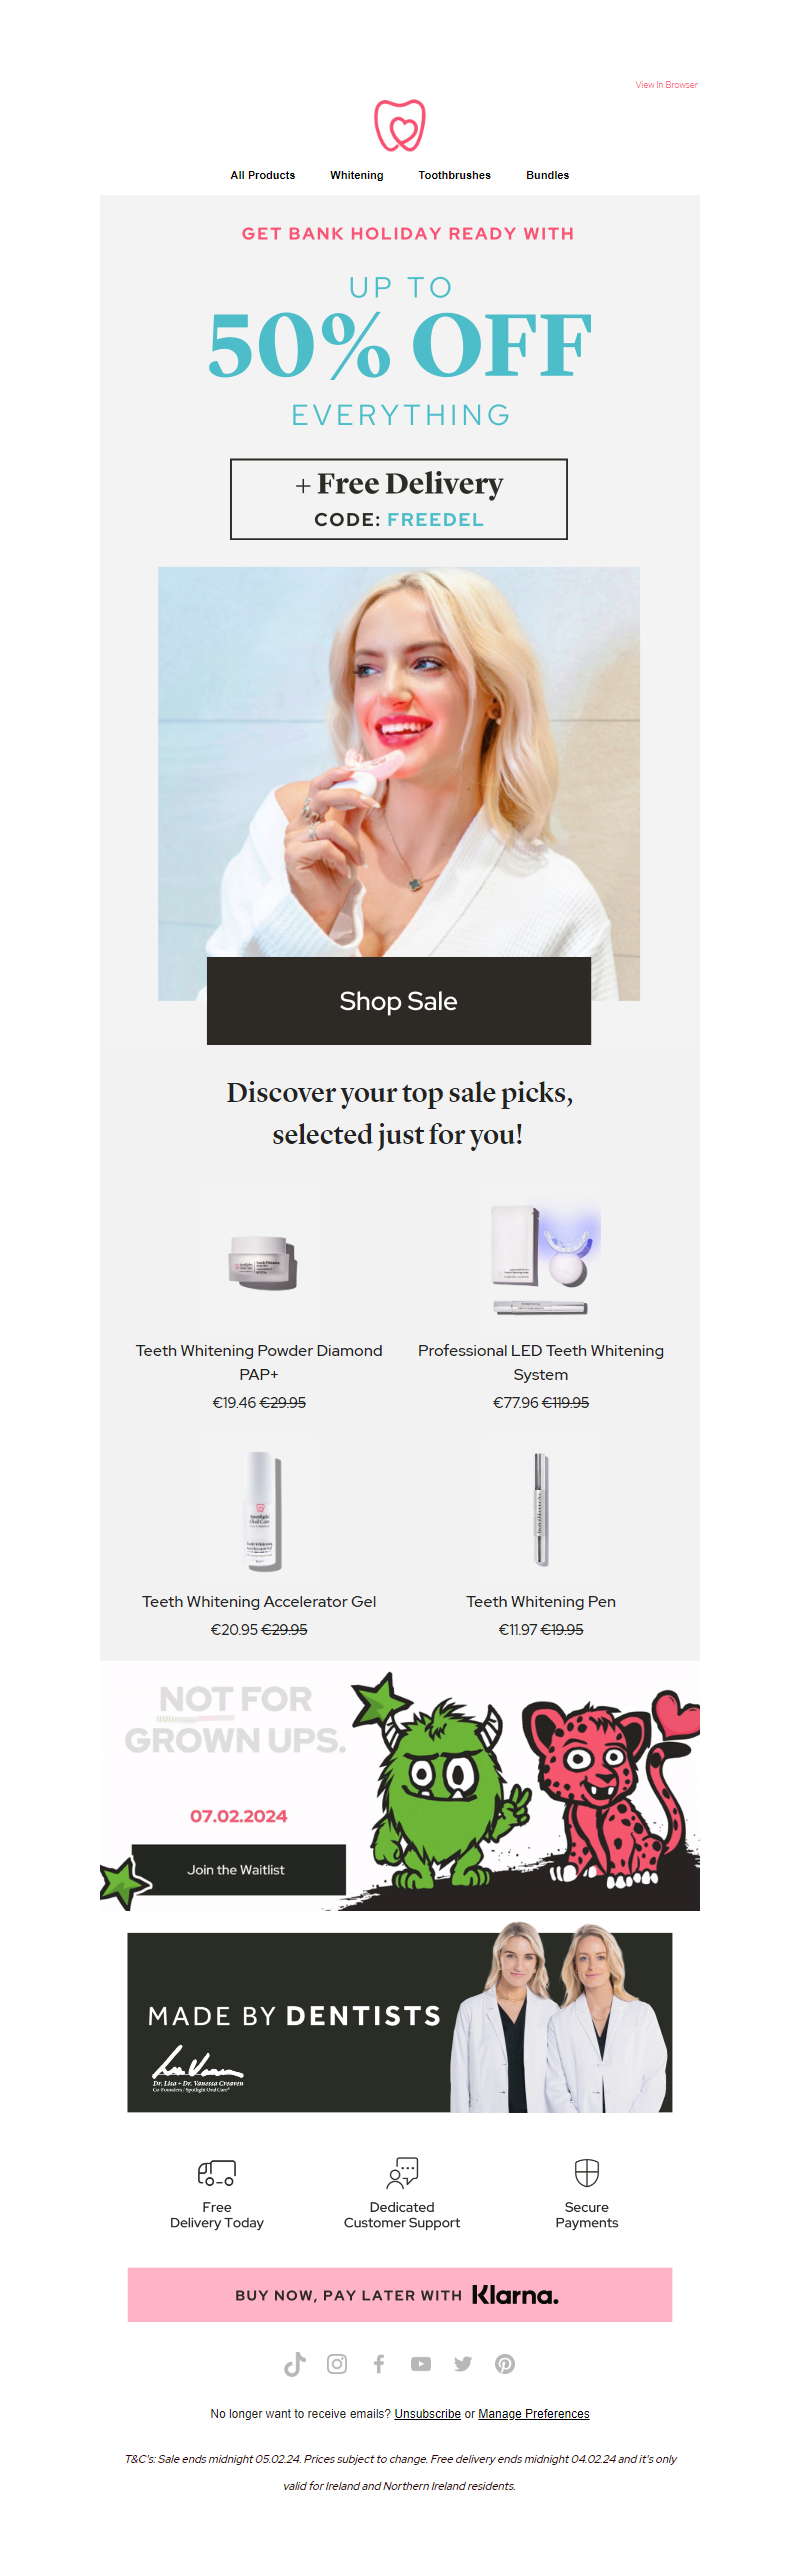 View In Browser
All Products Whitening Toothbrushes Bundles
GET BANK HOLIDAY READY WITH
UP TO
50% OFF
EVERYTHING
+ Free Delivery
CODE: FREEDEL
Shop Sale
Discover your top sale picks,
selected just for you!
Teeth Whitening Powder Diamond
PAP+
€19.46 €29.95
Professional LED Teeth Whitening
System
€77.96 €119.95
Spotlight
Oral Care
Teeth Whitening Accelerator Gel
€20.95 €29.95
Teeth Whitening Pen
€11.97 €19.95
NOT FOR
GROWN UPS.
07.02.2024
Join the Waitlist
MADE BY DENTISTS
Dr. Lisa + Dr. Vanessa Creaven
Co-Founders / Spotlight Oral Care
Free
Delivery Today
Dedicated
Customer Support
Secure
Payments
BUY NOW, PAY LATER WITH Klarna.
No longer want to receive emails? Unsubscribe or Manage Preferences
T&C's: Sale ends midnight 05.02.24. Prices subject to change. Free delivery ends midnight 04.02.24 and it's only
valid for Ireland and Northern Ireland residents.